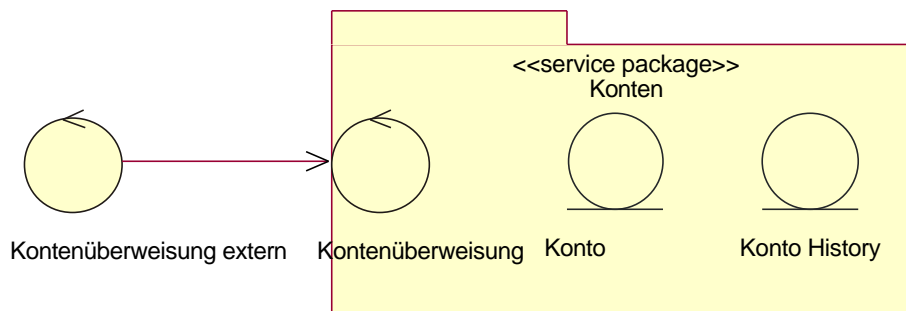 <<service package>>
Konten
Kontenüberweisung extern
Kontenüberweisung
Konto
Konto History